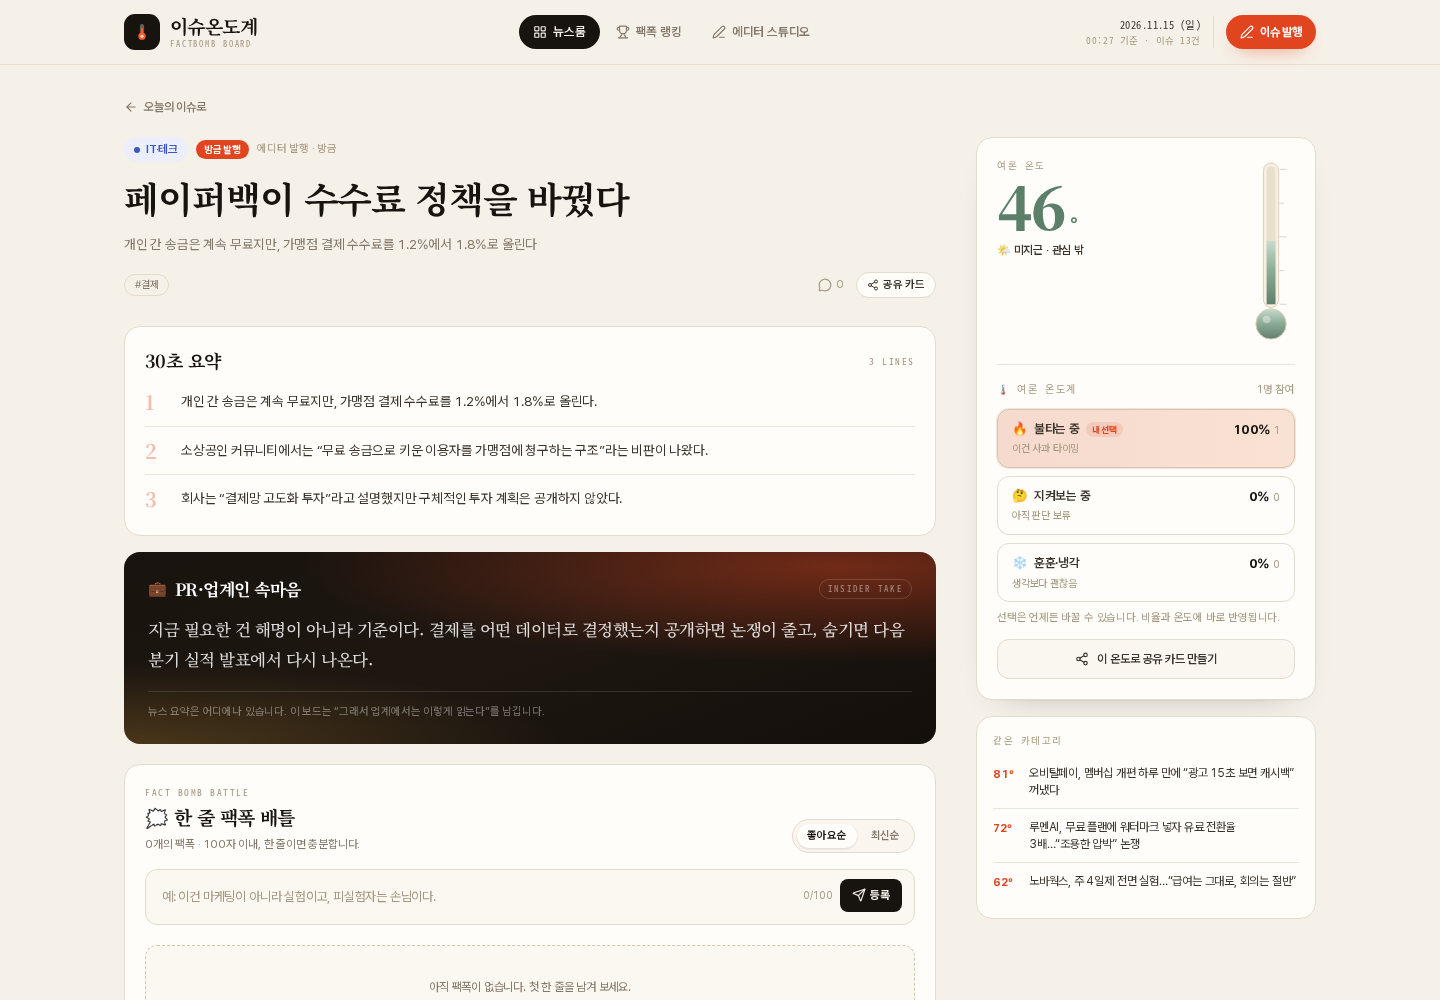 이슈온도계
FACTBOMB BOARD
뉴스룸
팩폭 랭킹
에디터 스튜디오
2026.11.15 (일)
00:27 기준 · 이슈 13건
이슈 발행
오늘의 이슈로
IT·테크
방금 발행
에디터 발행 · 방금
페이퍼백이 수수료 정책을 바꿨다
개인 간 송금은 계속 무료지만, 가맹점 결제 수수료를 1.2%에서 1.8%로 올린다
#결제
0
공유 카드
30초 요약
3 LINES
1 개인 간 송금은 계속 무료지만, 가맹점 결제 수수료를 1.2%에서 1.8%로 올린다.
2 소상공인 커뮤니티에서는 “무료 송금으로 키운 이용자를 가맹점에 청구하는 구조”라는 비판이 나왔다.
3 회사는 “결제망 고도화 투자”라고 설명했지만 구체적인 투자 계획은 공개하지 않았다.
PR·업계인 속마음
INSIDER TAKE
지금 필요한 건 해명이 아니라 기준이다. 결제를 어떤 데이터로 결정했는지 공개하면 논쟁이 줄고, 숨기면 다음
분기 실적 발표에서 다시 나온다.
뉴스 요약은 어디에나 있습니다. 이 보드는 “그래서 업계에서는 이렇게 읽는다”를 남깁니다.
FACT BOMB BATTLE
한 줄 팩폭 배틀
0개의 팩폭 · 100자 이내, 한 줄이면 충분합니다.
좋아요순
최신순
예: 이건 마케팅이 아니라 실험이고, 피실험자는 손님이다.
0/100
등록
아직 팩폭이 없습니다. 첫 한 줄을 남겨 보세요.
여론 온도
46°
미지근 · 관심 밖
여론 온도계
1명 참여
불타는 중
내 선택
100% 1
이건 사과 타이밍
지켜보는 중
0% 0
아직 판단 보류
훈훈·냉각
0% 0
생각보다 괜찮음
선택은 언제든 바꿀 수 있습니다. 비율과 온도에 바로 반영됩니다.
이 온도로 공유 카드 만들기
같은 카테고리
81° 오비탈페이, 멤버십 개편 하루 만에 “광고 15초 보면 캐시백”
꺼냈다
72° 루멘AI, 무료 플랜에 워터마크 넣자 유료 전환율
3배…“조용한 압박” 논쟁
62° 노바웍스, 주 4일제 전면 실험…“급여는 그대로, 회의는 절반”